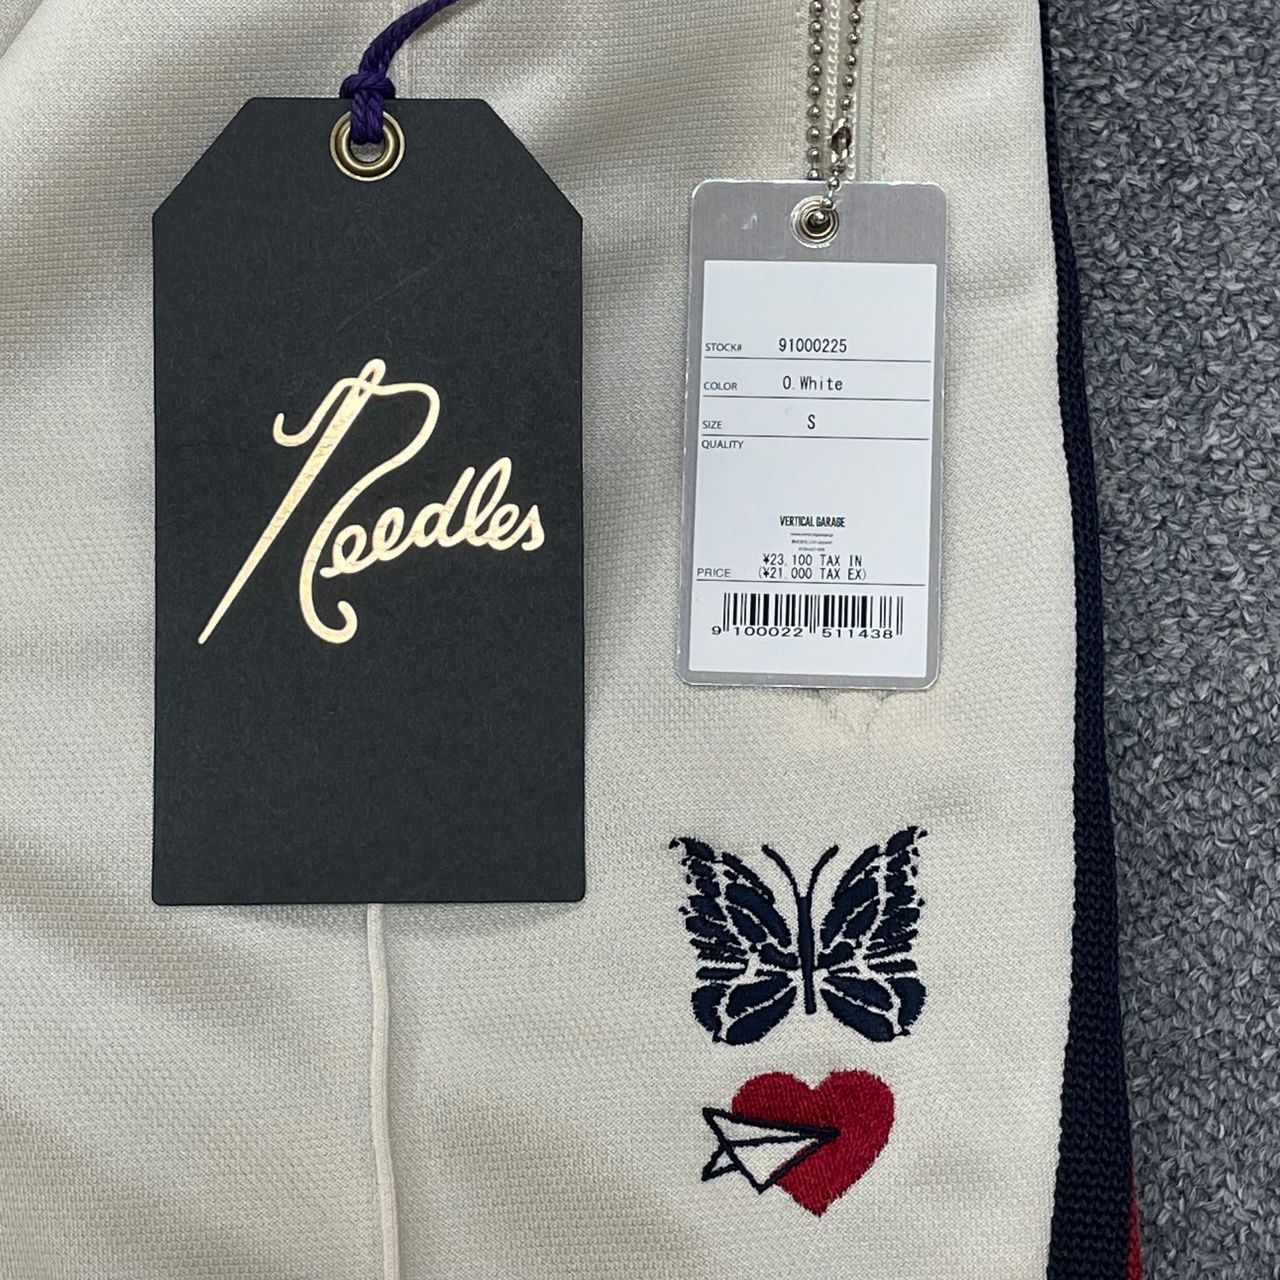 Needles
STOCK# 91000225
COLOR O.White
SIZE S
QUALITY
VERTICAL GARAGE
¥23,100 TAX IN
PRICE (¥21,000 TAX EX)
9 100022 511438